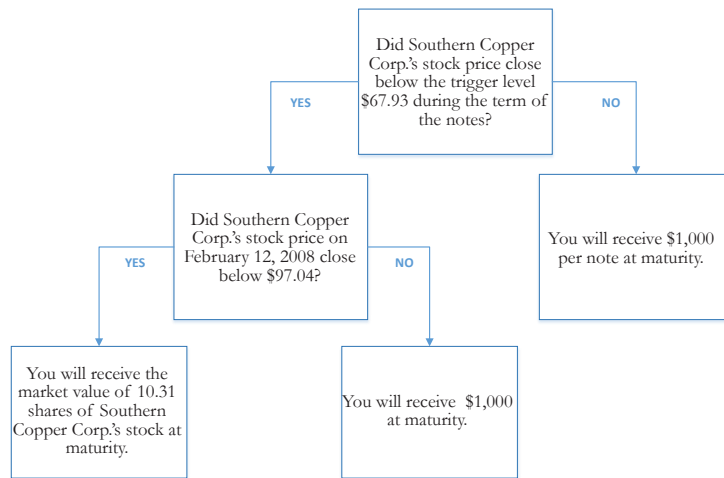 Did Southern Copper
Corp.'s stock price close
below the trigger level
$67.93 during the term of
the notes?
YES
NO
Did Southern Copper
Corp.'s stock price on
February 12, 2008 close
below $97.04?
You will receive $1,000
per note at maturity.
YES
NO
You will receive the
market value of 10.31
shares of Southern
Copper Corp.'s stock at
maturity.
You will receive $1,000
at maturity.